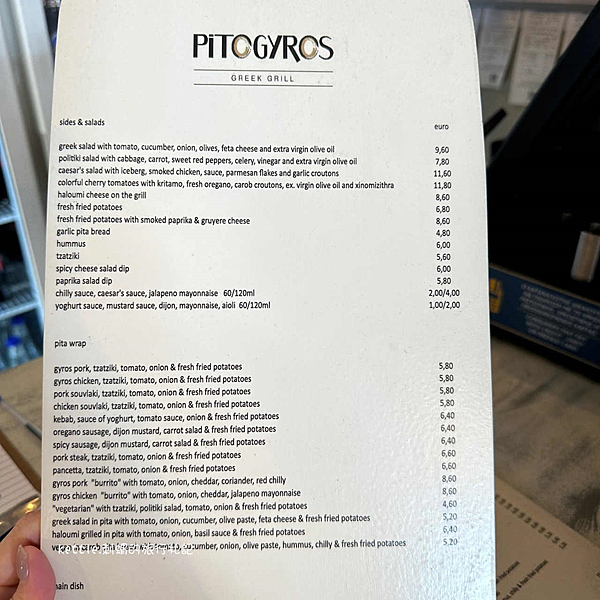 PiTOGYROS
GREEK GRILL
sides & salads
euro
greek salad with tomato, cucumber, onion, olives, feta cheese and extra virgin olive oil 9,60
politiki salad with cabbage, carrot, sweet red peppers, celery, vinegar and extra virgin olive oil 7,80
caesar's salad with iceberg, smoked chicken, sauce, parmesan flakes and garlic croutons 11,60
colorful cherry tomatoes with kritamo, fresh oregano, carob croutons, ex. virgin olive oil and xinomizithra 11,80
haloumi cheese on the grill 8,60
fresh fried potatoes 6,80
fresh fried potatoes with smoked paprika & gruyere cheese 8,60
garlic pita bread 4,80
hummus 6,00
tzatziki 5,60
spicy cheese salad dip 6,00
paprika salad dip 5,80
chilly sauce, caesar's sauce, jalapeno mayonnaise 60/120ml 2,00/4,00
yoghurt sauce, mustard sauce, dijon, mayonnaise, aioli 60/120ml 1,00/2,00
pita wrap
gyros pork, tzatziki, tomato, onion & fresh fried potatoes 5,80
gyros chicken, tzatziki, tomato, onion & fresh fried potatoes 5,80
pork souvlaki, tzatziki, tomato, onion & fresh fried potatoes 5,80
chicken souvlaki, tzatziki, tomato, onion & fresh fried potatoes 5,80
kebab, sauce of yoghurt, tomato sauce, onion & fresh fried potatoes 6,40
oregano sausage, dijon mustard, carrot salad & fresh fried potatoes 6,40
spicy sausage, dijon mustard, carrot salad & fresh fried potatoes 6,40
pork steak, tzatziki, tomato, onion & fresh fried potatoes 6,60
pancetta, tzatziki, tomato, onion & fresh fried potatoes 6,60
gyros pork "burrito" with tomato, onion, cheddar, coriander, red chilly 8,60
gyros chicken "burrito" with tomato, onion, cheddar, jalapeno mayonnaise 8,60
"vegetarian" with tzatziki, politiki salad, tomato, onion & fresh fried potatoes 4,60
greek salad in pita with tomato, onion, cucumber, olive paste, feta cheese & fresh fried potatoes 5,20
haloumi grilled in pita with tomato, onion, basil sauce & fresh fried potatoes 6,40
cucumber, onion, olive paste, hummus, chilly & fresh fried potatoes 5,20
main dish